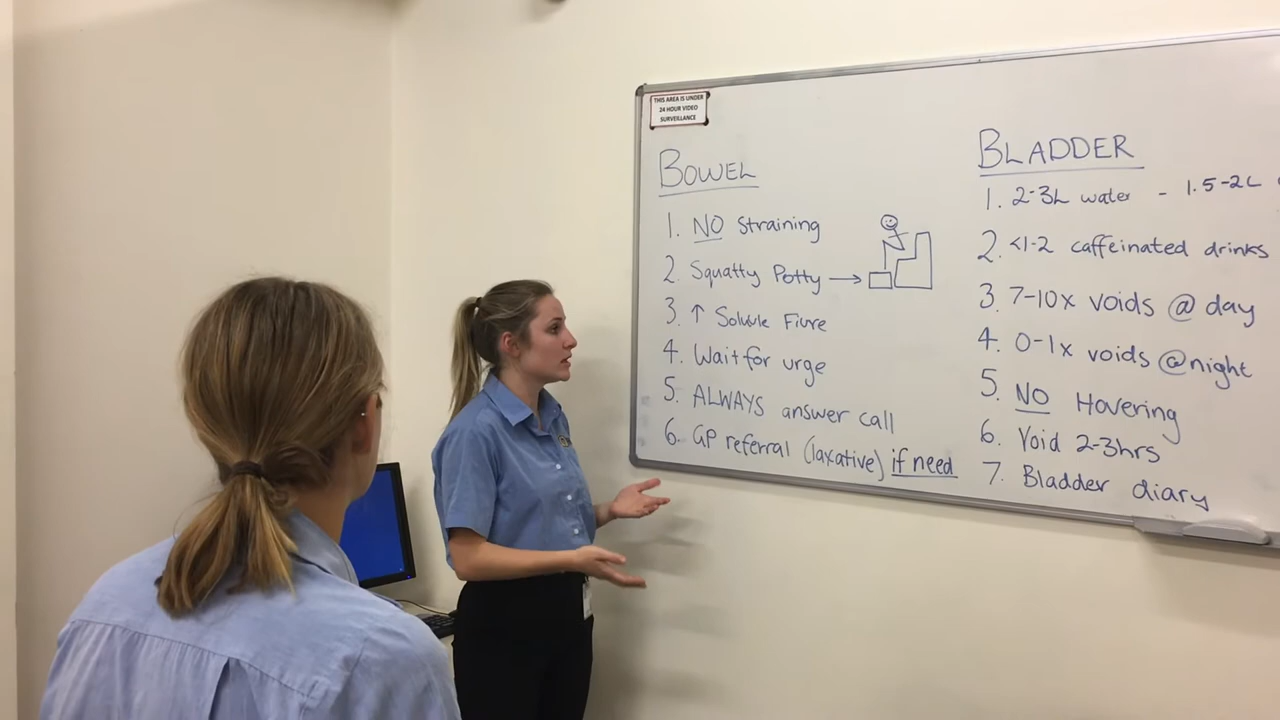 THIS AREA IS UNDER
24 HOUR VIDEO
SURVEILLANCE
BOWEL
1. NO Straining
2. Squatty Potty →
3. ↑ Soluble Fibre
4. Wait for urge
5. ALWAYS answer call
6. GP referral (laxative) if need
BLADDER
1. 2-3L water - 1.5-2L
2. <1-2 caffeinated drinks
3. 7-10x voids @ day
4. 0-1x voids @night
5. NO Hovering
6. Void 2-3hrs
7. Bladder diary